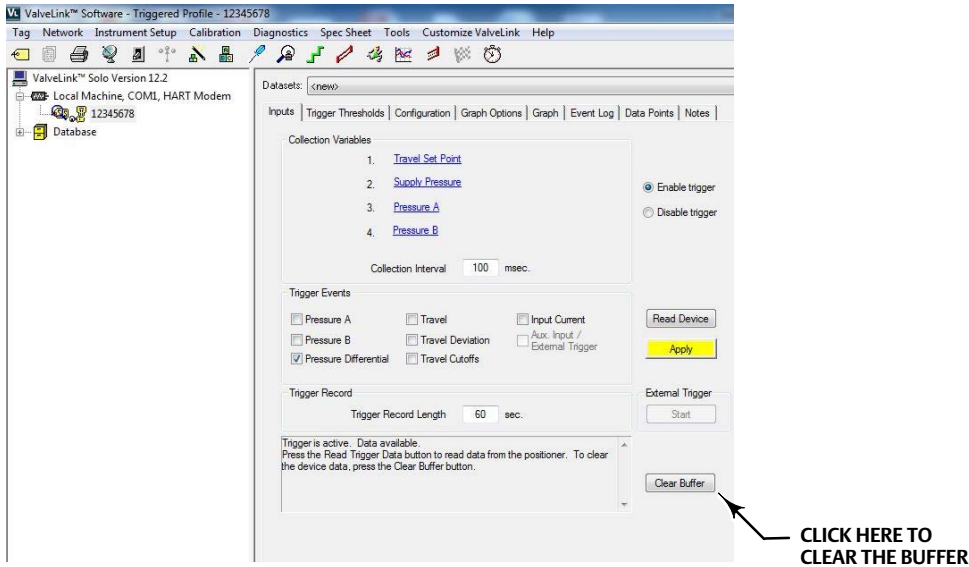 ValveLink™ Software - Triggered Profile - 12345678
Tag Network Instrument Setup Calibration Diagnostics Spec Sheet Tools Customize ValveLink Help
ValveLink™ Solo Version 12.2
Local Machine, COM1, HART Modem
12345678
Database
Datasets: <new>
Inputs Trigger Thresholds Configuration Graph Options Graph Event Log Data Points Notes
Collection Variables
1. Travel Set Point
2. Supply Pressure
3. Pressure A
4. Pressure B
Enable trigger
Disable trigger
Collection Interval 100 msec.
Trigger Events
Pressure A Travel Input Current
Pressure B Travel Deviation Aux. Input / External Trigger
Pressure Differential Travel Cutoffs
Read Device
Apply
Trigger Record
Trigger Record Length 60 sec.
External Trigger
Start
Trigger is active. Data available.
Press the Read Trigger Data button to read data from the positioner. To clear
the device data, press the Clear Buffer button.
Clear Buffer
CLICK HERE TO
CLEAR THE BUFFER